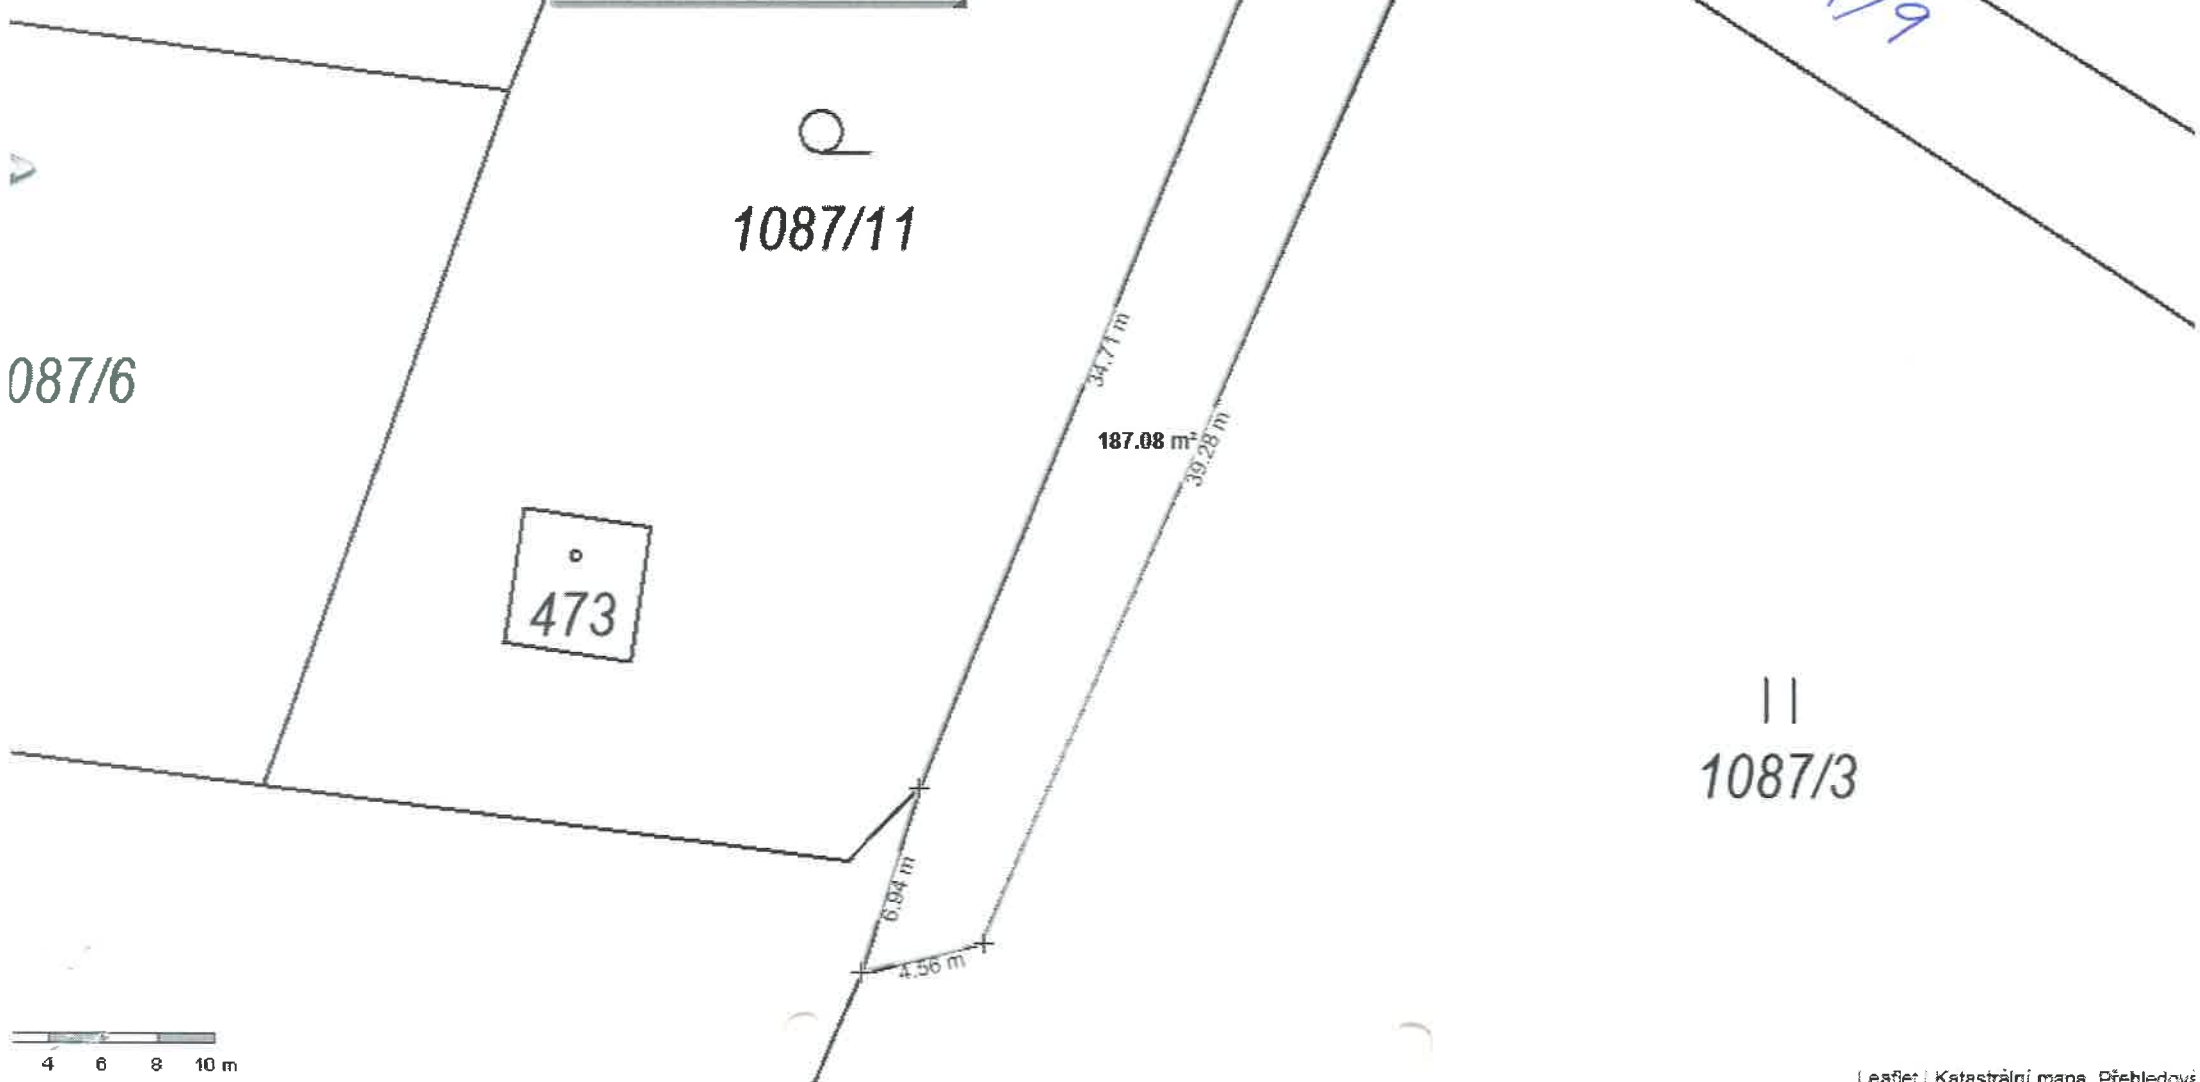 /9
1087/11
34.71 m
087/6
187.08 m²
39.28 m
473
1087/3
6.94 m
4.56 m
4 6 8 10 m
Leaflet | Katastrální mapa, Přehledová